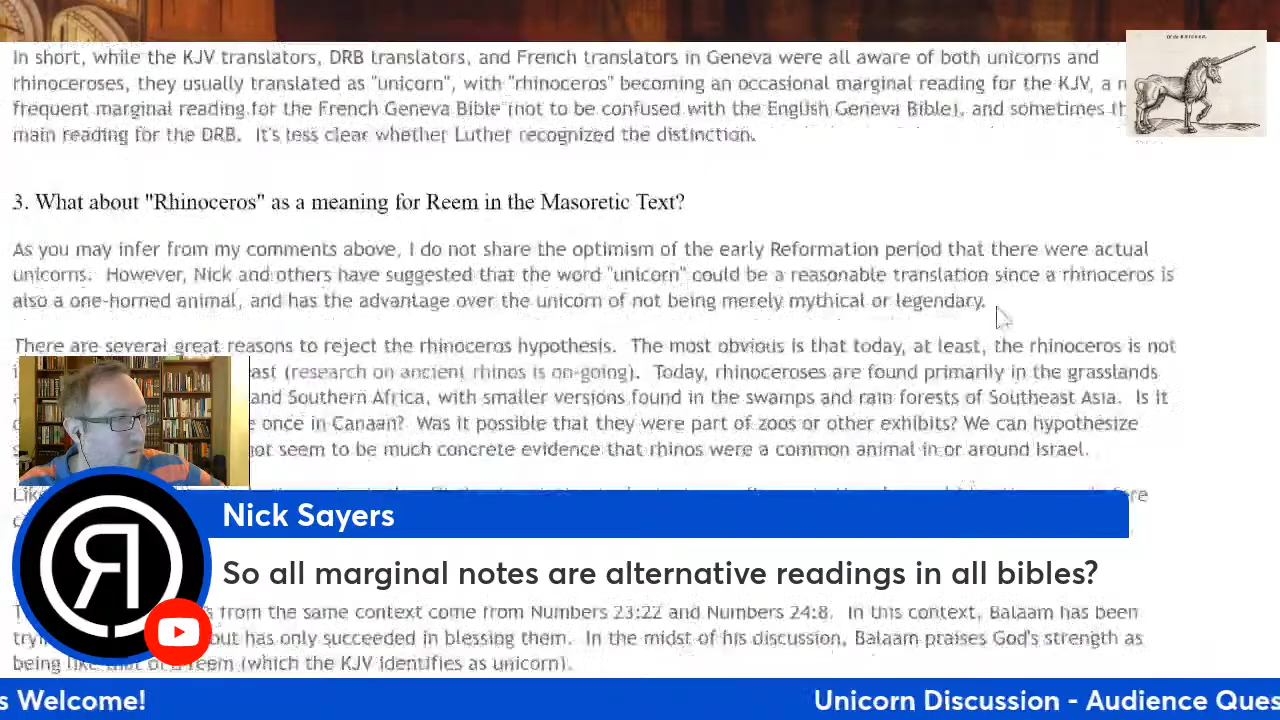 In short, while the KJV translators, DRB translators, and French translators in Geneva were all aware of both unicorns and
rhinoceroses, they usually translated as "unicorn", with "rhinoceros" becoming an occasional marginal reading for the KJV, a
frequent marginal reading for the French Geneva Bible (not to be confused with the English Geneva Bible), and sometimes
main reading for the DRB. It's less clear whether Luther recognized the distinction.
3. What about "Rhinoceros" as a meaning for Reem in the Masoretic Text?
As you may infer from my comments above, I do not share the optimism of the early Reformation period that there were actual
unicorns. However, Nick and others have suggested that the word "unicorn" could be a reasonable translation since a rhinoceros is
also a one-horned animal, and has the advantage over the unicorn of not being merely mythical or legendary.
There are several great reasons to reject the rhinoceros hypothesis. The most obvious is that today, at least, the rhinoceros is not
(research on ancient rhinos is on-going). Today, rhinoceroses are found primarily in the grasslands
and Southern Africa, with smaller versions found in the swamps and rain forests of Southeast Asia. Is it
once in Canaan? Was it possible that they were part of zoos or other exhibits? We can hypothesize
not seem to be much concrete evidence that rhinos were a common animal in or around Israel.
Nick Sayers
So all marginal notes are alternative readings in all bibles?
from the same context come from Numbers 23:22 and Numbers 24:8. In this context, Balaam has been
but has only succeeded in blessing them. In the midst of his discussion, Balaam praises God's strength as
being like that of a reem (which the KJV identifies as unicorn).
s Welcome!
Unicorn Discussion - Audience Ques